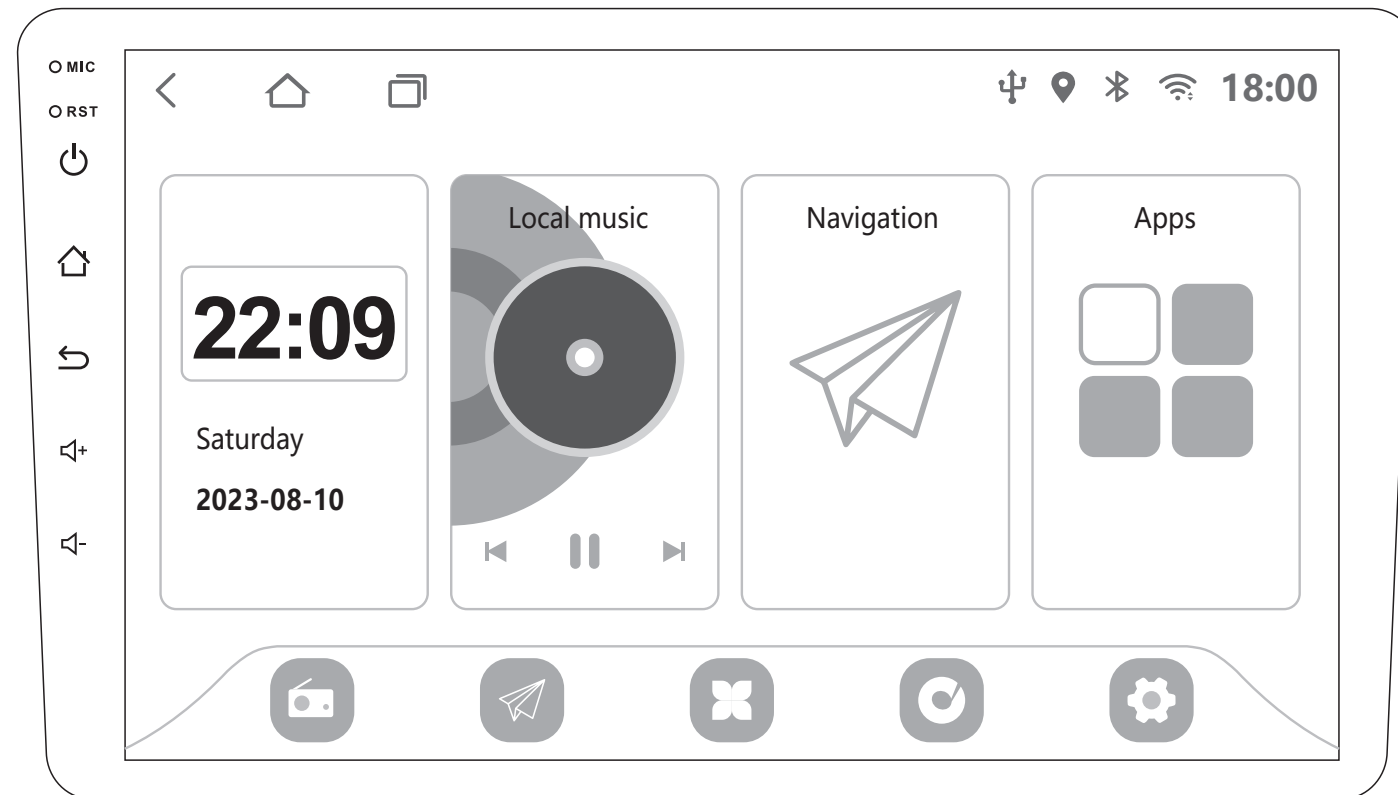 MIC
RST
18:00
Local music
Navigation
Apps
22:09
Saturday
2023-08-10